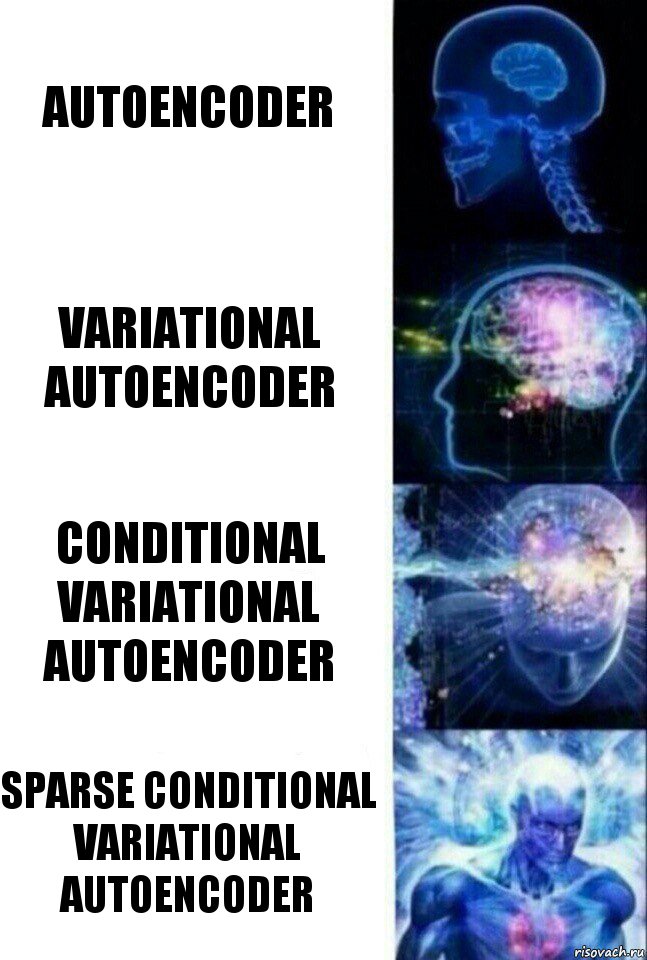 AUTOENCODER
VARIATIONAL
AUTOENCODER
CONDITIONAL
VARIATIONAL
AUTOENCODER
SPARSE CONDITIONAL
VARIATIONAL
AUTOENCODER
risovach.ru